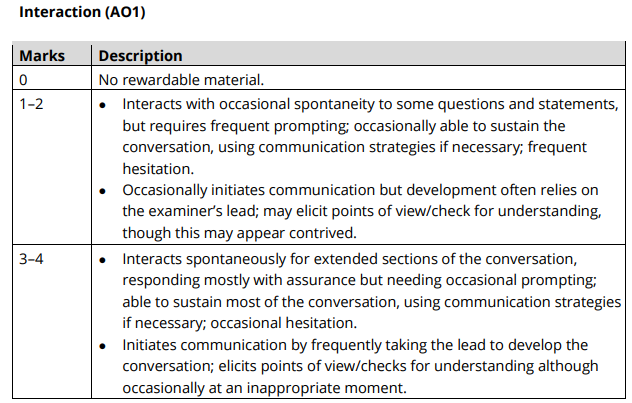 Interaction (AO1)
Marks Description
0 No rewardable material.
1–2 • Interacts with occasional spontaneity to some questions and statements,
but requires frequent prompting; occasionally able to sustain the
conversation, using communication strategies if necessary; frequent
hesitation.
• Occasionally initiates communication but development often relies on
the examiner’s lead; may elicit points of view/check for understanding,
though this may appear contrived.
3–4 • Interacts spontaneously for extended sections of the conversation,
responding mostly with assurance but needing occasional prompting;
able to sustain most of the conversation, using communication strategies
if necessary; occasional hesitation.
• Initiates communication by frequently taking the lead to develop the
conversation; elicits points of view/checks for understanding although
occasionally at an inappropriate moment.